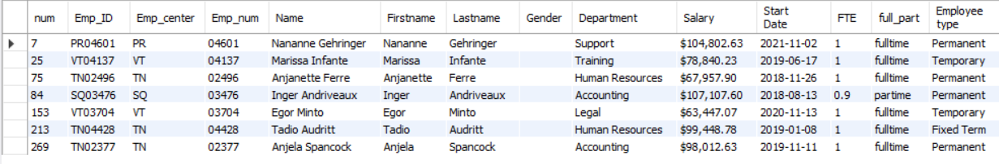 num Emp_ID Emp_center Emp_num Name Firstname Lastname Gender Department Salary Start Date FTE full_part Employee type
7 PR04601 PR 04601 Nananne Gehringer Nananne Gehringer Support $104,802.63 2021-11-02 1 fulltime Permanent
25 VT04137 VT 04137 Marissa Infante Marissa Infante Training $78,840.23 2019-06-17 1 fulltime Temporary
75 TN02496 TN 02496 Anjanette Ferre Anjanette Ferre Human Resources $67,957.90 2018-11-26 1 fulltime Permanent
84 SQ03476 SQ 03476 Inger Andriveaux Inger Andriveaux Accounting $107,107.60 2018-08-13 0.9 partime Permanent
153 VT03704 VT 03704 Egor Minto Egor Minto Legal $63,447.07 2020-11-13 1 fulltime Temporary
213 TN04428 TN 04428 Tadio Audritt Tadio Audritt Human Resources $99,448.78 2019-01-08 1 fulltime Fixed Term
269 TN02377 TN 02377 Anjela Spancock Anjela Spancock Accounting $98,012.63 2019-11-11 1 fulltime Permanent